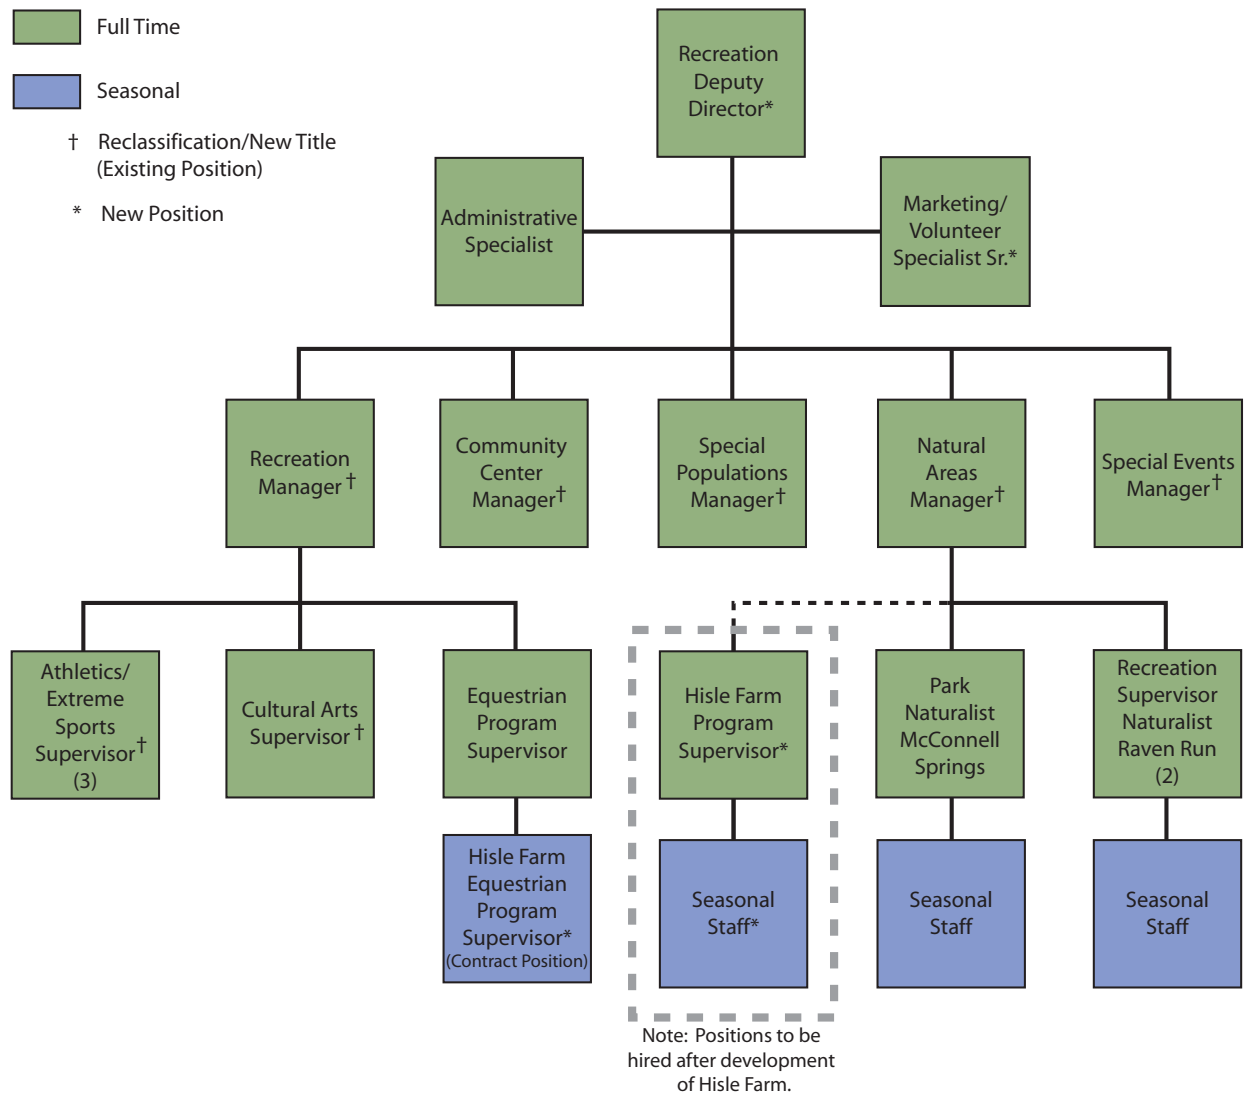 Full Time
Seasonal
† Reclassification/New Title
(Existing Position)
* New Position
Recreation
Deputy
Director*
Administrative
Specialist
Marketing/
Volunteer
Specialist Sr.*
Recreation
Manager†
Community
Center
Manager†
Special
Populations
Manager†
Natural
Areas
Manager†
Special Events
Manager†
Athletics/
Extreme
Sports
Supervisor†
(3)
Cultural Arts
Supervisor†
Equestrian
Program
Supervisor
Hisle Farm
Program
Supervisor*
Park
Naturalist
McConnell
Springs
Recreation
Supervisor
Naturalist
Raven Run
(2)
Hisle Farm
Equestrian
Program
Supervisor*
(Contract Position)
Seasonal
Staff*
Seasonal
Staff
Seasonal
Staff
Note: Positions to be
hired after development
of Hisle Farm.